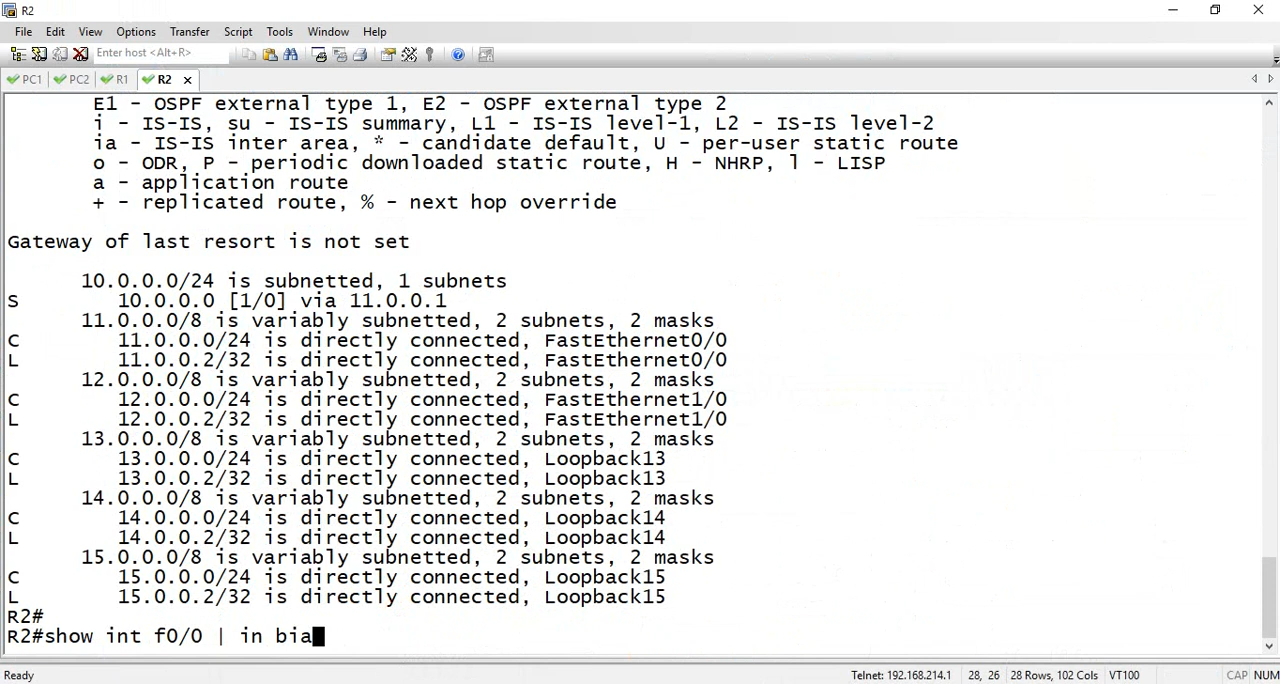 R2
File Edit View Options Transfer Script Tools Window Help
Enter host <Alt+R>
PC1 PC2 R1 R2
E1 - OSPF external type 1, E2 - OSPF external type 2
i - IS-IS, su - IS-IS summary, L1 - IS-IS level-1, L2 - IS-IS level-2
ia - IS-IS inter area, * - candidate default, U - per-user static route
o - ODR, P - periodic downloaded static route, H - NHRP, l - LISP
a - application route
+ - replicated route, % - next hop override
Gateway of last resort is not set
10.0.0.0/24 is subnetted, 1 subnets
S 10.0.0.0 [1/0] via 11.0.0.1
11.0.0.0/8 is variably subnetted, 2 subnets, 2 masks
C 11.0.0.0/24 is directly connected, FastEthernet0/0
L 11.0.0.2/32 is directly connected, FastEthernet0/0
12.0.0.0/8 is variably subnetted, 2 subnets, 2 masks
C 12.0.0.0/24 is directly connected, FastEthernet1/0
L 12.0.0.2/32 is directly connected, FastEthernet1/0
13.0.0.0/8 is variably subnetted, 2 subnets, 2 masks
C 13.0.0.0/24 is directly connected, Loopback13
L 13.0.0.2/32 is directly connected, Loopback13
14.0.0.0/8 is variably subnetted, 2 subnets, 2 masks
C 14.0.0.0/24 is directly connected, Loopback14
L 14.0.0.2/32 is directly connected, Loopback14
15.0.0.0/8 is variably subnetted, 2 subnets, 2 masks
C 15.0.0.0/24 is directly connected, Loopback15
L 15.0.0.2/32 is directly connected, Loopback15
R2#
R2#show int f0/0 | in bia
Ready Telnet: 192.168.214.1 28, 26 28 Rows, 102 Cols VT100 CAP NUM